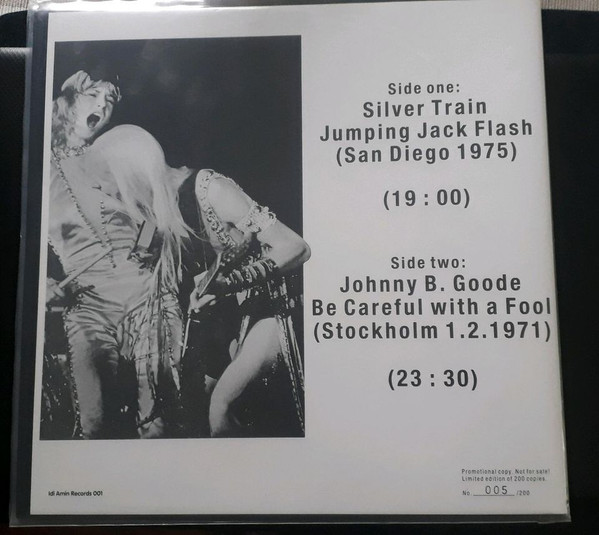 Side one:
Silver Train
Jumping Jack Flash
(San Diego 1975)
(19 : 00)
Side two:
Johnny B. Goode
Be Careful with a Fool
(Stockholm 1.2.1971)
(23 : 30)
Promotional copy. Not for sale!
Limited edition of 200 copies.
No. 005 /200
Idi Amin Records 001